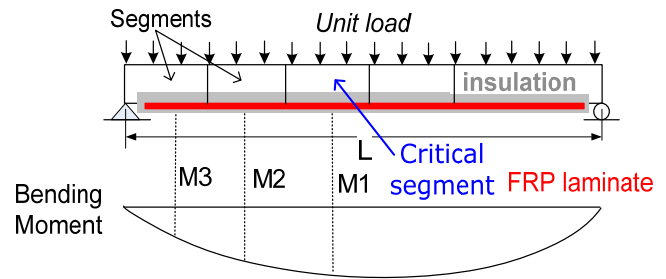 Segments
Unit load
insulation
L
Critical
segment
FRP laminate
M3
M2
M1
Bending
Moment